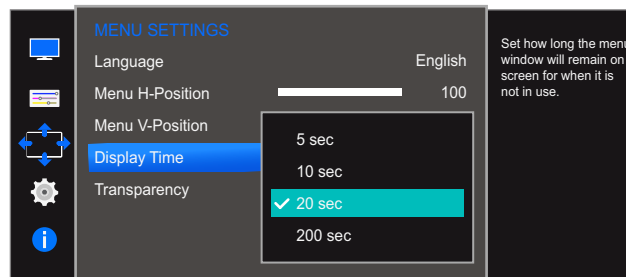 MENU SETTINGS
Language English
Menu H-Position 100
Menu V-Position
Display Time
Transparency
5 sec
10 sec
20 sec
200 sec
Set how long the menu
window will remain on
screen for when it is
not in use.
i